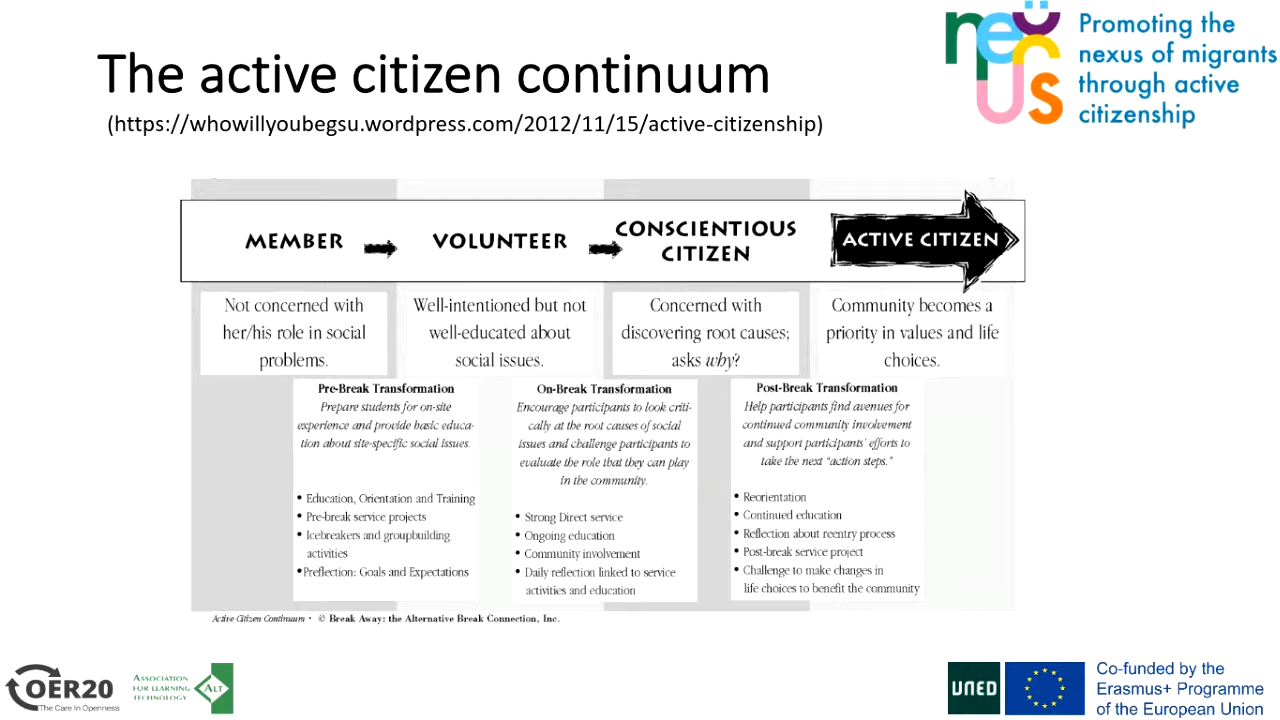 The active citizen continuum
(https://whowillyoubegsu.wordpress.com/2012/11/15/active-citizenship)
nexus
Promoting the
nexus of migrants
through active
citizenship
MEMBER
VOLUNTEER
CONSCIENTIOUS
CITIZEN
ACTIVE CITIZEN
Not concerned with
her/his role in social
problems.
Well-intentioned but not
well-educated about
social issues.
Concerned with
discovering root causes;
asks why?
Community becomes a
priority in values and life
choices.
Pre-Break Transformation
Prepare students for on-site
experience and provide basic educa-
tion about site-specific social issues.
• Education, Orientation and Training
• Pre-break service projects
• Icebreakers and groupbuilding
activities
•Preflection: Goals and Expectations
On-Break Transformation
Encourage participants to look criti-
cally at the root causes of social
issues and challenge participants to
evaluate the role that they can play
in the community.
• Strong Direct service
• Ongoing education
• Community involvement
• Daily reflection linked to service
activities and education
Post-Break Transformation
Help participants find avenues for
continued community involvement
and support participants' efforts to
take the next "action steps."
• Reorientation
• Continued education
• Reflection about reentry process
• Post-break service project
• Challenge to make changes in
life choices to benefit the community
Active Citizen Continuum • © Break Away: the Alternative Break Connection, Inc.
OER20
The Care In Openness
ASSOCIATION
FOR LEARNING
TECHNOLOGY
ALT
UNED
Co-funded by the
Erasmus+ Programme
of the European Union